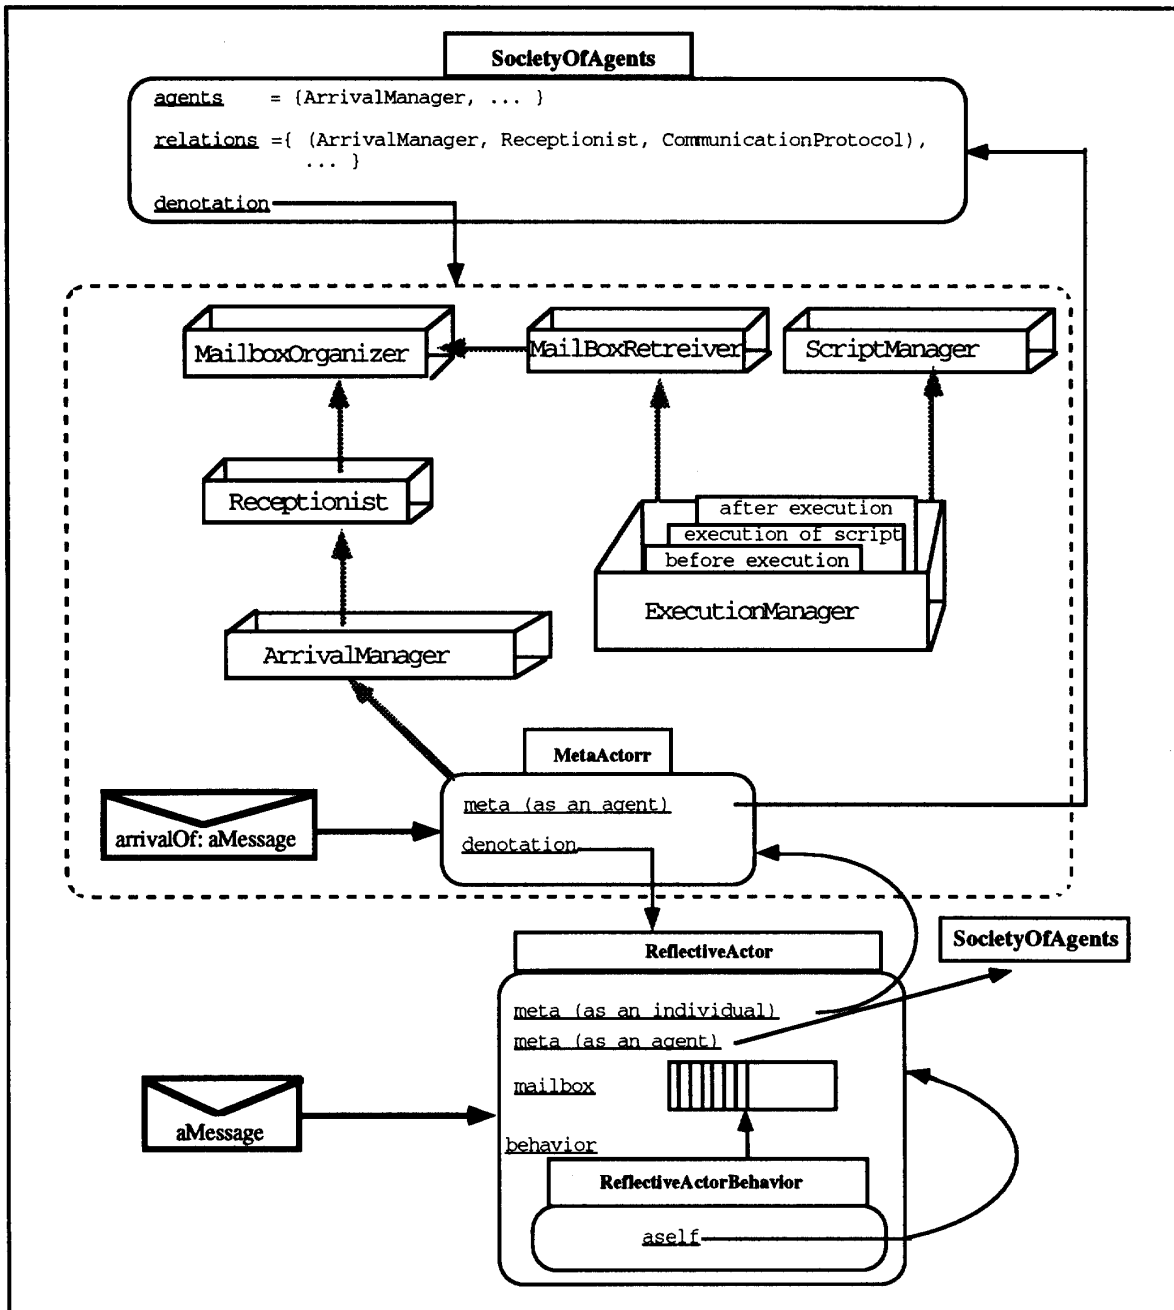 SocietyOfAgents
agents = {ArrivalManager, ... }
relations ={ (ArrivalManager, Receptionist, CommunicationProtocol),
... }
denotation
MailboxOrganizer
MailBoxRetreiver
ScriptManager
Receptionist
after execution
execution of script
before execution
ExecutionManager
ArrivalManager
MetaActorr
meta (as an agent)
arrivalOf: aMessage
denotation
ReflectiveActor
SocietyOfAgents
meta (as an individual)
meta (as an agent)
mailbox
aMessage
behavior
ReflectiveActorBehavior
aself